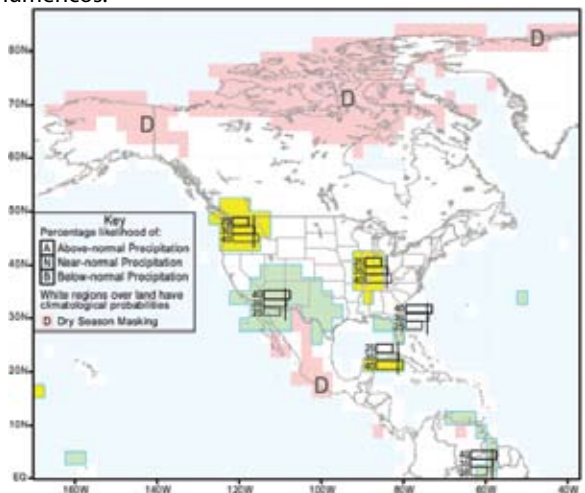 numéricos.
D
80N
D
70N
D
60N
50N
Key
Percentage likelihood of:
A Above-normal Precipitation
N Near-normal Precipitation
B Below-normal Precipitation
White regions over land have
climatological probabilities
D Dry Season Masking
40N
30N
20N
D
10N
EQ
160W 140W 120W 100W 80W 60W 40W